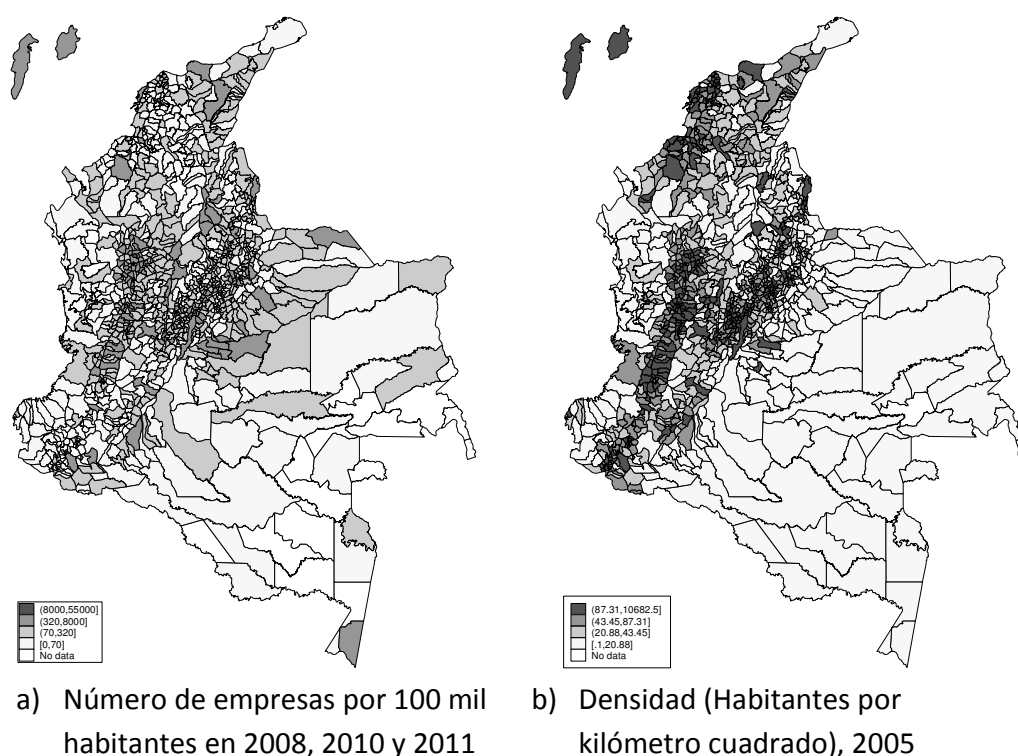 (8000,55000]
(320,8000]
(70,320]
[0,70]
No data
(87.31,10682.5]
(43.45,87.31]
(20.88,43.45]
[.1,20.88]
No data
a) Número de empresas por 100 mil
habitantes en 2008, 2010 y 2011
b) Densidad (Habitantes por
kilómetro cuadrado), 2005